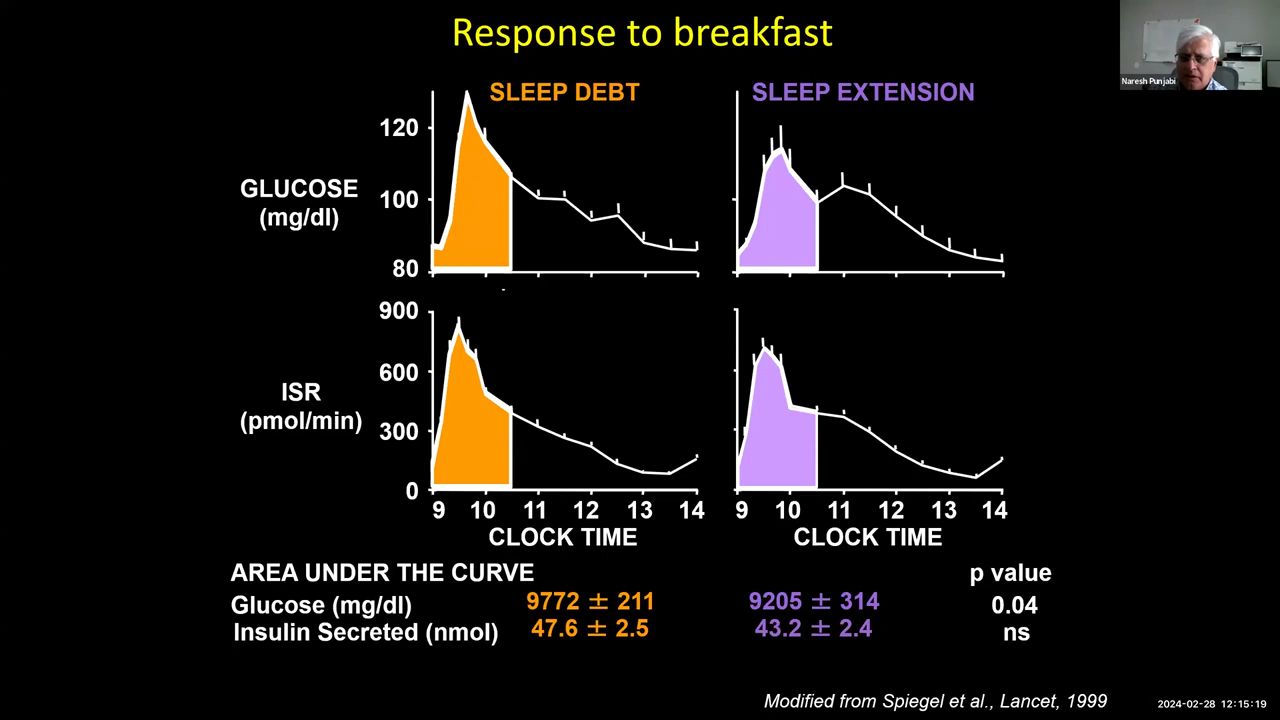 Response to breakfast
Naresh Punjabi
SLEEP DEBT
SLEEP EXTENSION
GLUCOSE
(mg/dl)
120
100
80
ISR
(pmol/min)
900
600
300
0
9 10 11 12 13 14
9 10 11 12 13 14
CLOCK TIME
CLOCK TIME
AREA UNDER THE CURVE
p value
Glucose (mg/dl) 9772 ± 211 9205 ± 314 0.04
Insulin Secreted (nmol) 47.6 ± 2.5 43.2 ± 2.4 ns
Modified from Spiegel et al., Lancet, 1999
2024-02-28 12:15:19